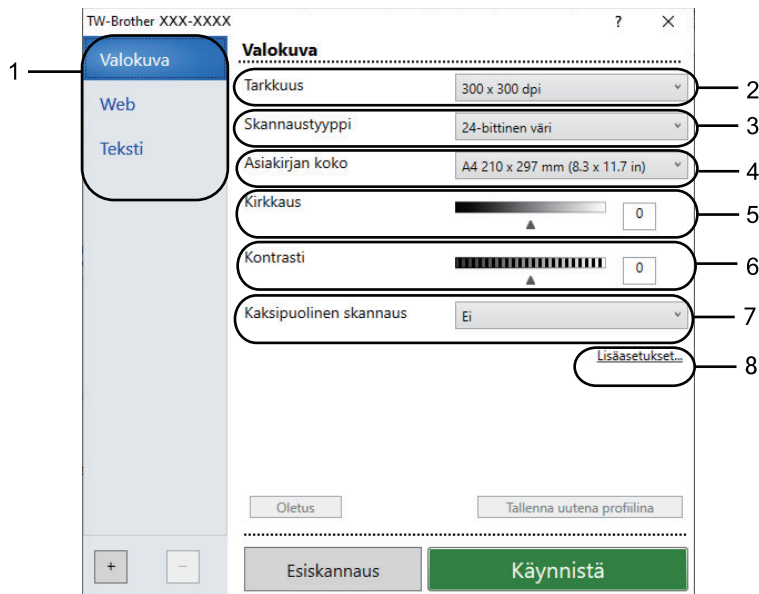 TW-Brother XXX-XXXX ? ×
1
Valokuva
Web
Teksti
Valokuva
Tarkkuus 300 x 300 dpi 2
Skannaustyyppi 24-bittinen väri 3
Asiakirjan koko A4 210 x 297 mm (8.3 x 11.7 in) 4
Kirkkaus 0 5
Kontrasti 0 6
Kaksipuolinen skannaus Ei 7
Lisäasetukset... 8
Oletus Tallenna uutena profiilina
+ − Esiskannaus Käynnistä